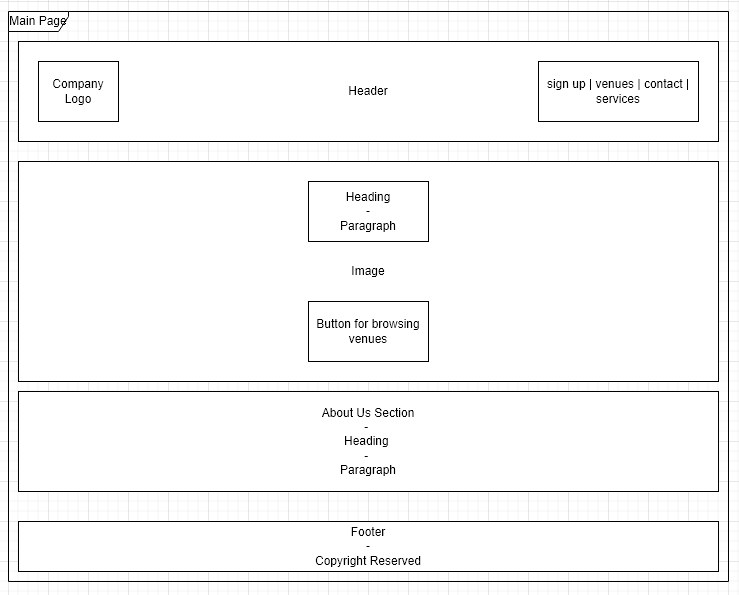 Main Page
Company
Logo
Header
sign up | venues | contact |
services
Heading
-
Paragraph
Image
Button for browsing
venues
About Us Section
-
Heading
-
Paragraph
Footer
-
Copyright Reserved